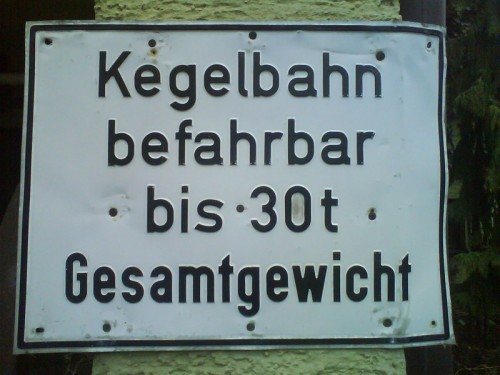 Kegelbahn
befahrbar
bis 30t
Gesamtgewicht